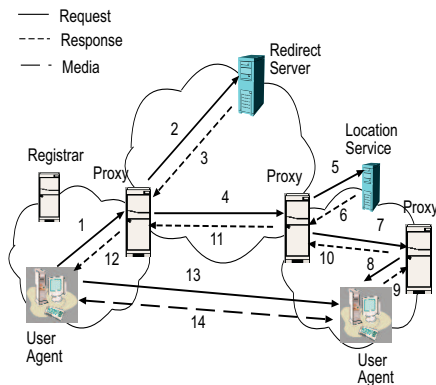 Request
Response
Media
Redirect
Server
Location
Service
Registrar
Proxy
Proxy
Proxy
1
2
3
4
5
6
7
8
9
10
11
12
13
14
User
Agent
User
Agent